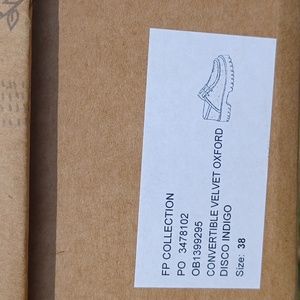 FP COLLECTION
PO 3478102
OB1399295
CONVERTIBLE VELVET OXFORD
DISCO INDIGO
Size: 38